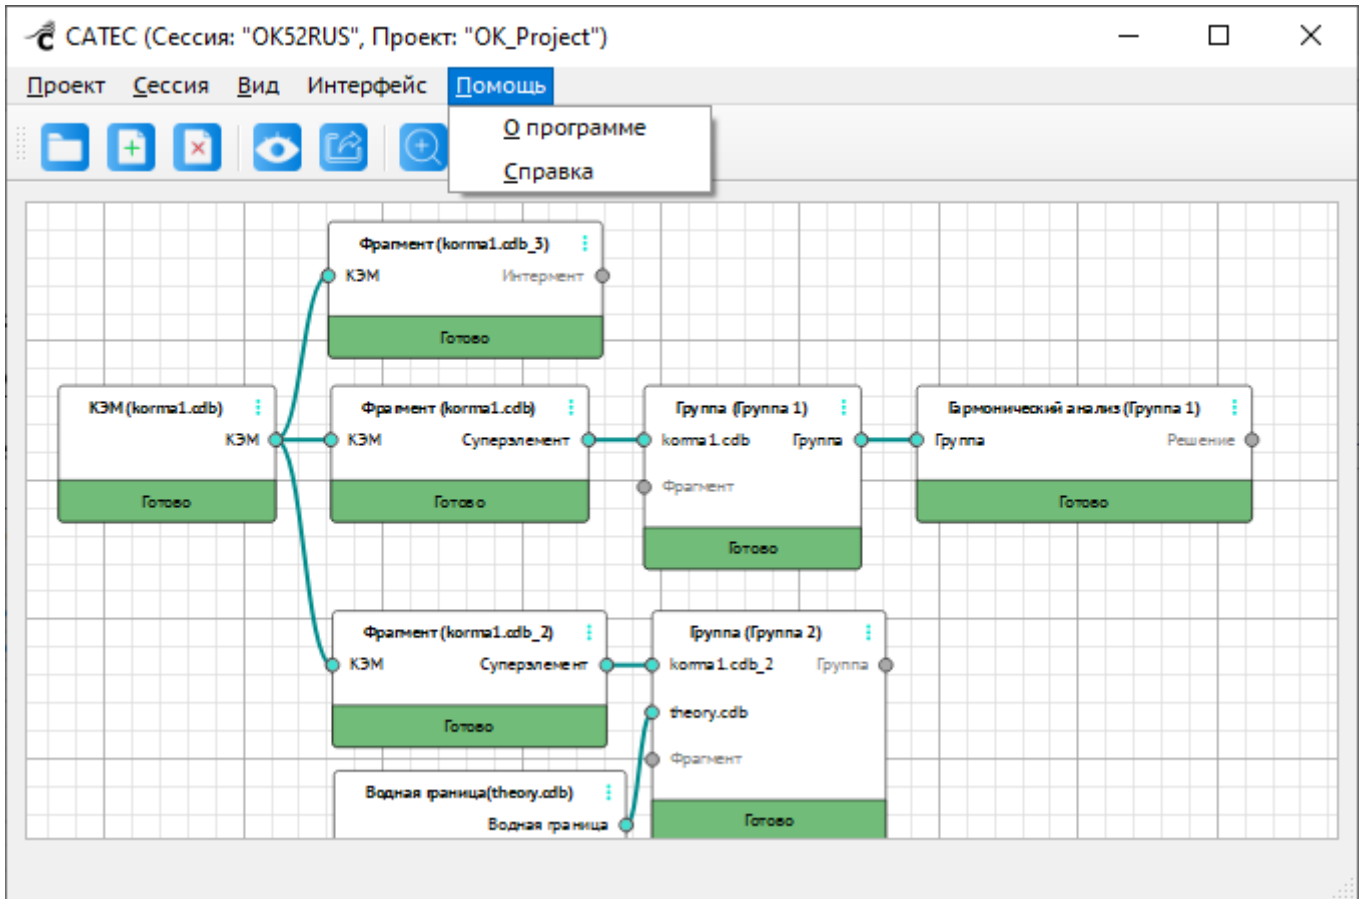 CATEC (Сессия: "OK52RUS", Проект: "OK_Project")
Проект Сессия Вид Интерфейс Помощь
О программе
Справка
Фрагмент (korma1.cdb_3)
КЭМ Интермент
Готово
КЭМ (korma1.cdb)
КЭМ
Готово
Фрагмент (korma1.cdb)
КЭМ Суперэлемент
Готово
Группа (Группа 1)
korma1.cdb Группа
Фрагмент
Готово
Гармонический анализ (Группа 1)
Группа Решение
Готово
Фрагмент (korma1.cdb_2)
КЭМ Суперэлемент
Готово
Группа (Группа 2)
korma1.cdb_2 Группа
theory.cdb
Фрагмент
Готово
Водная граница(theory.cdb)
Водная граница